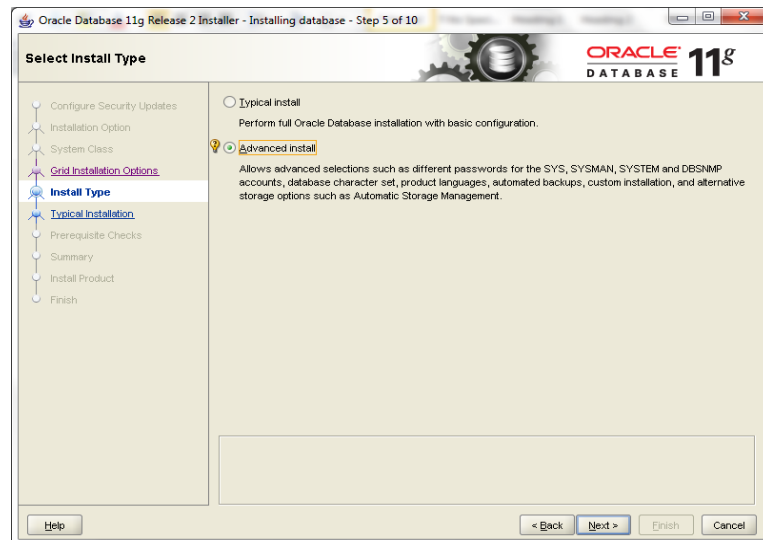 Oracle Database 11g Release 2 Installer - Installing database - Step 5 of 10
Select Install Type
ORACLE
DATABASE
11g
Configure Security Updates
Installation Option
System Class
Grid Installation Options
Install Type
Typical Installation
Prerequisite Checks
Summary
Install Product
Finish
Typical install
Perform full Oracle Database installation with basic configuration.
Advanced install
Allows advanced selections such as different passwords for the SYS, SYSMAN, SYSTEM and DBSNMP
accounts, database character set, product languages, automated backups, custom installation, and alternative
storage options such as Automatic Storage Management.
Help
< Back
Next >
Finish
Cancel